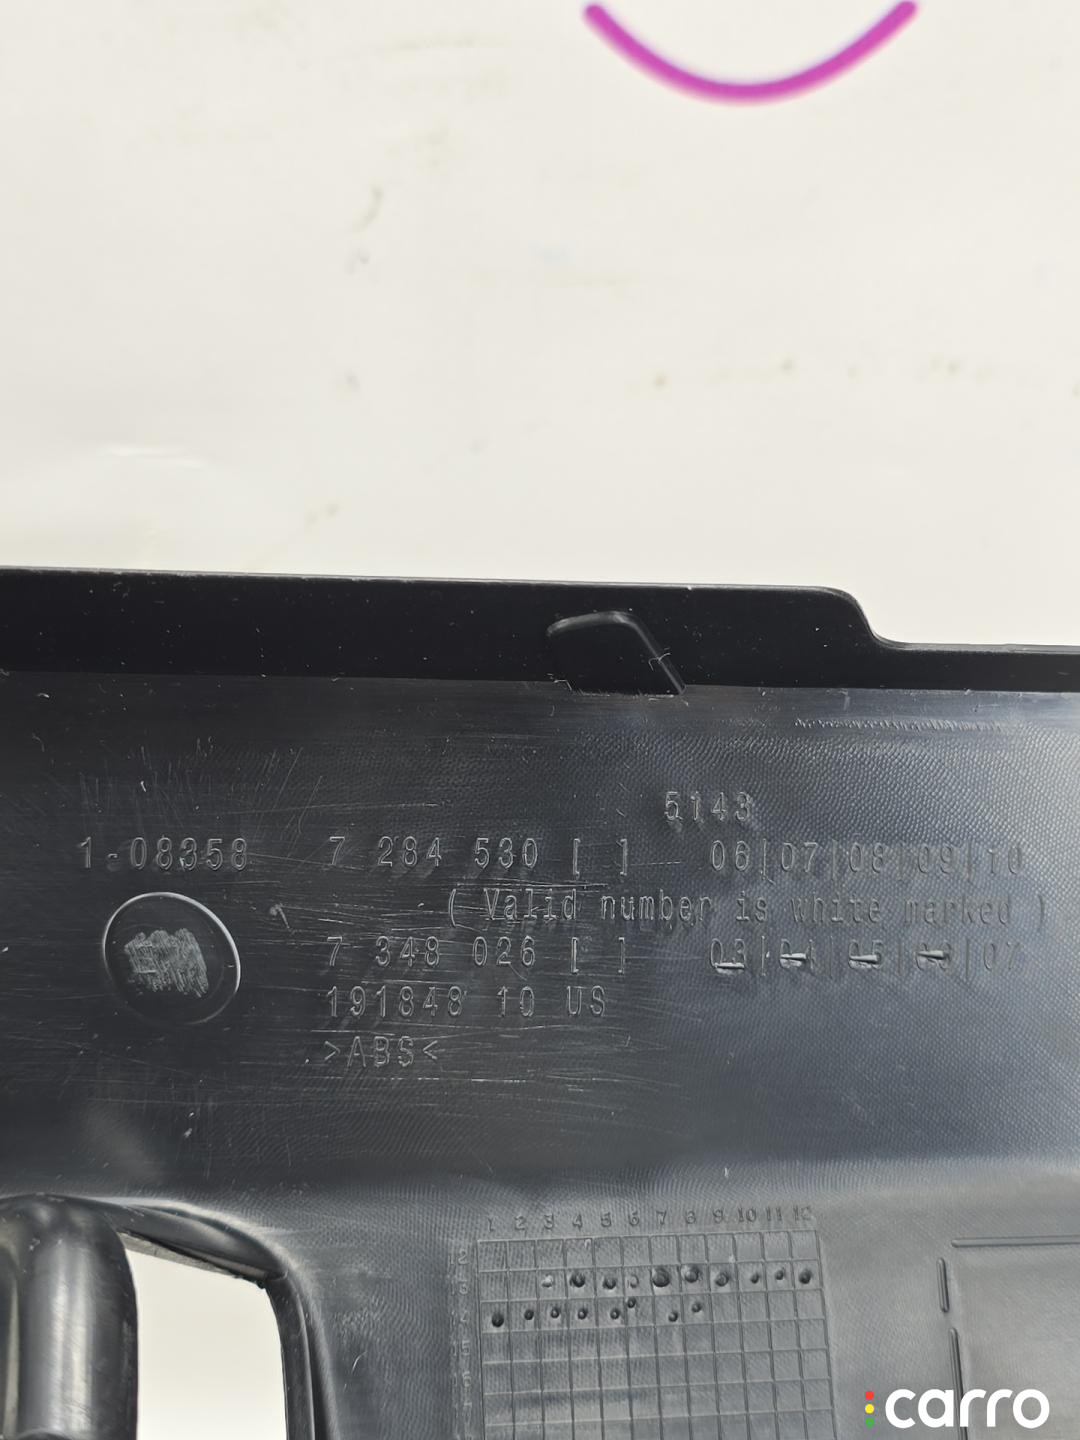 5143
1-08358 7 284 530 [ ] 06|07|08|09|10
( Valid number is white marked )
7 348 026 [ ] 03|04|05|06|07
191848 10 US
>ABS<
1 2 3 4 5 6 7 8 9 10 11 12
carro